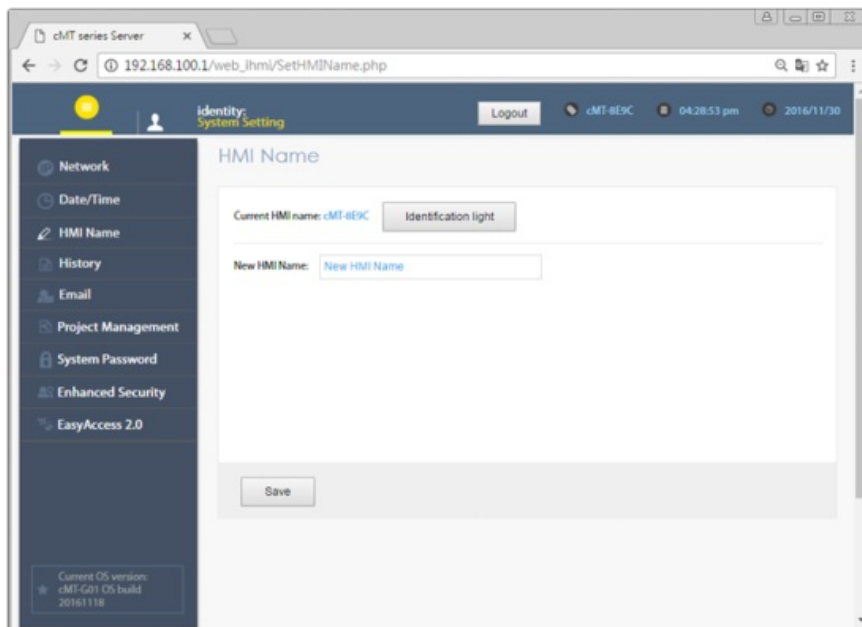 cMT series Server
192.168.100.1/web_ihmi/SetHMIName.php
identity:
System Setting
Logout
cMT-8E9C
04:28:53 pm
2016/11/30
Network
Date/Time
HMI Name
History
Email
Project Management
System Password
Enhanced Security
EasyAccess 2.0
Current OS version:
cMT-G01 OS build
20161118
HMI Name
Current HMI name: cMT-8E9C
Identification light
New HMI Name:
New HMI Name
Save